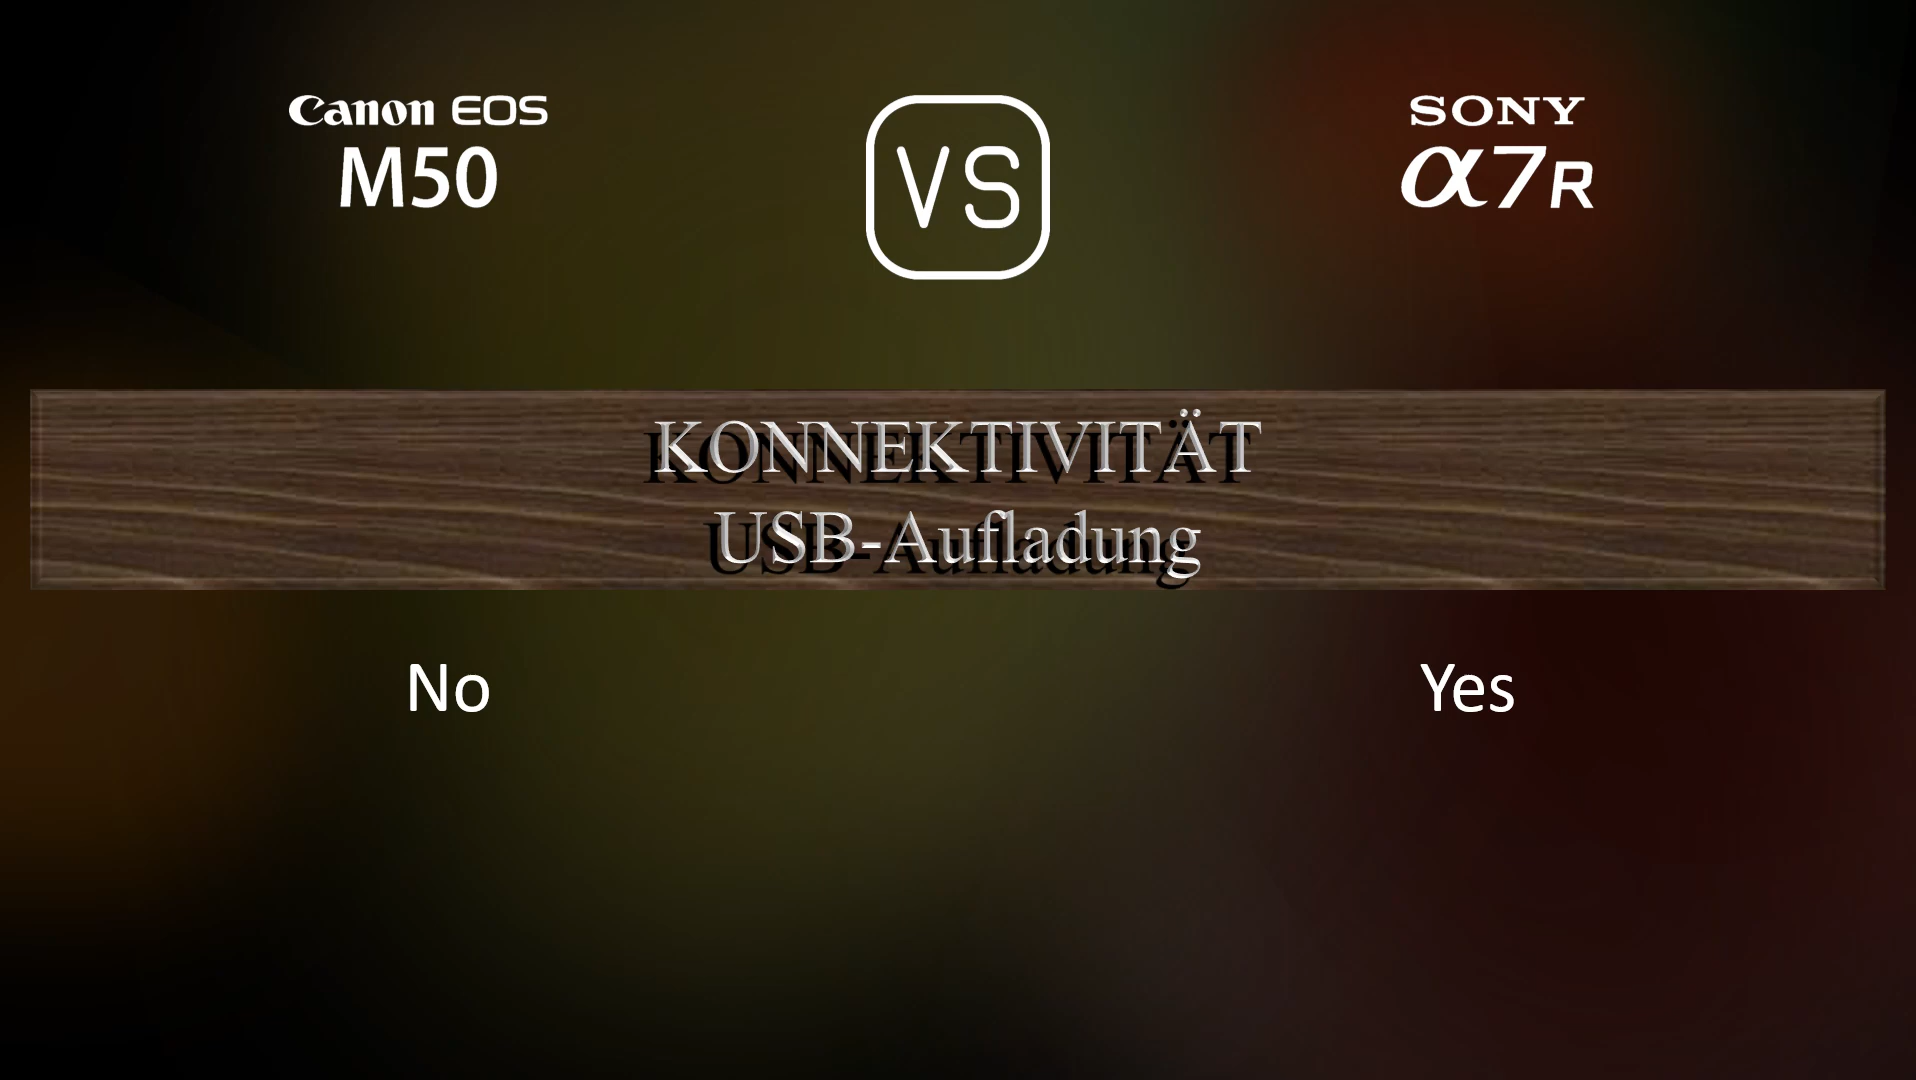 Canon EOS
M50
VS
SONY
α7R
KONNEKTIVITÄT
USB-Aufladung
No
Yes